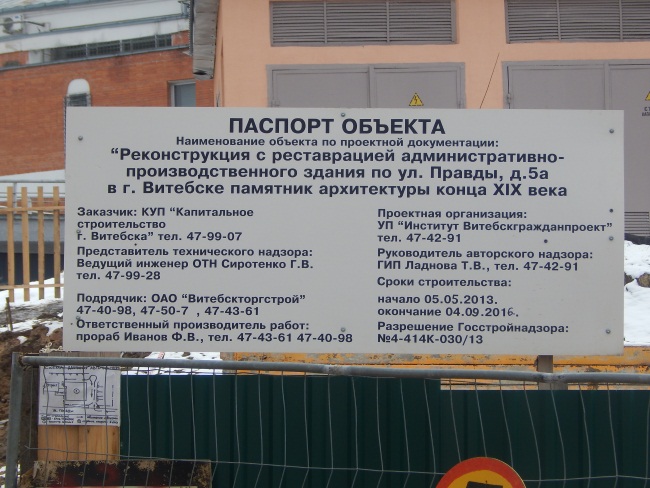 ПАСПОРТ ОБЪЕКТА
Наименование объекта по проектной документации:
"Реконструкция с реставрацией административно-
производственного здания по ул. Правды, д.5а
в г. Витебске памятник архитектуры конца XIX века
Заказчик: КУП "Капитальное
строительство
г. Витебска" тел. 47-99-07
Представитель технического надзора:
Ведущий инженер ОТН Сиротенко Г.В.
тел. 47-99-28
Подрядчик: ОАО "Витебскторгстрой"
47-40-98, 47-50-7 , 47-43-61
Ответственный производитель работ:
прораб Иванов Ф.В., тел. 47-43-61 47-40-98
Проектная организация:
УП "Институт Витебскгражданпроект"
тел. 47-42-91
Руководитель авторского надзора:
ГИП Ладнова Т.В., тел. 47-42-91
Сроки строительства:
начало 05.05.2013.
окончание 04.09.2016.
Разрешение Госстройнадзора:
№4-414К-030/13